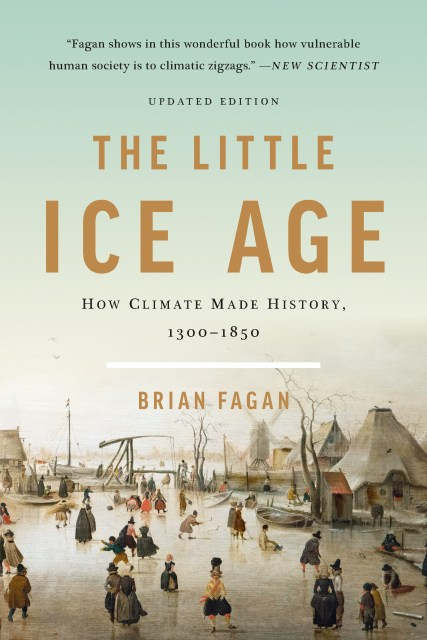 “Fagan shows in this wonderful book how vulnerable
human society is to climatic zigzags.” —NEW SCIENTIST
UPDATED EDITION
THE LITTLE
ICE AGE
HOW CLIMATE MADE HISTORY,
1300–1850
BRIAN FAGAN